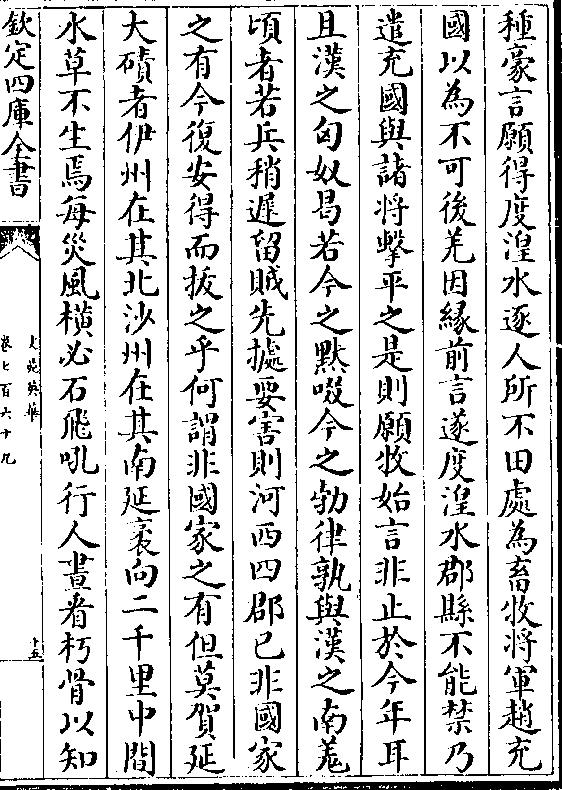 種豪言願得度湟水逐人所不田處為畜牧將軍趙充
國以為不可後羌因縁前言遂度湟水郡縣不能禁乃
遣充國與諸將擊平之是則願牧始言非止於今年耳
且漢之匈奴曷若今之黙啜今之勃律孰與漢之南羗
頃者若兵稍遲留賊先據要害則河西四郡已非國家
之有今復安得而拔之乎何謂非國家之有但莫賀延
大磧者伊州在其北沙州在其南延袤向二千里中間
水草不生焉每災風横必石飛吼行人晝看朽骨以知
欽定四庫全書
文苑英華
卷七百六十九
十五